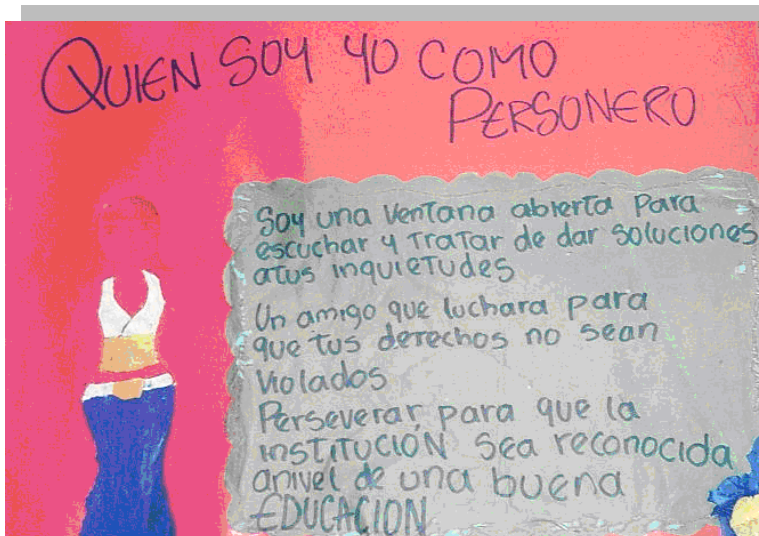 QUIEN SOY YO COMO
PERSONERO
Soy una ventana abierta para
escuchar y tratar de dar soluciones
atus inquietudes
Un amigo que luchara para
que tus derechos no sean
violados
Perseverar para que la
INSTITUCIÓN Sea reconocida
anivel de una buena
EDUCACION